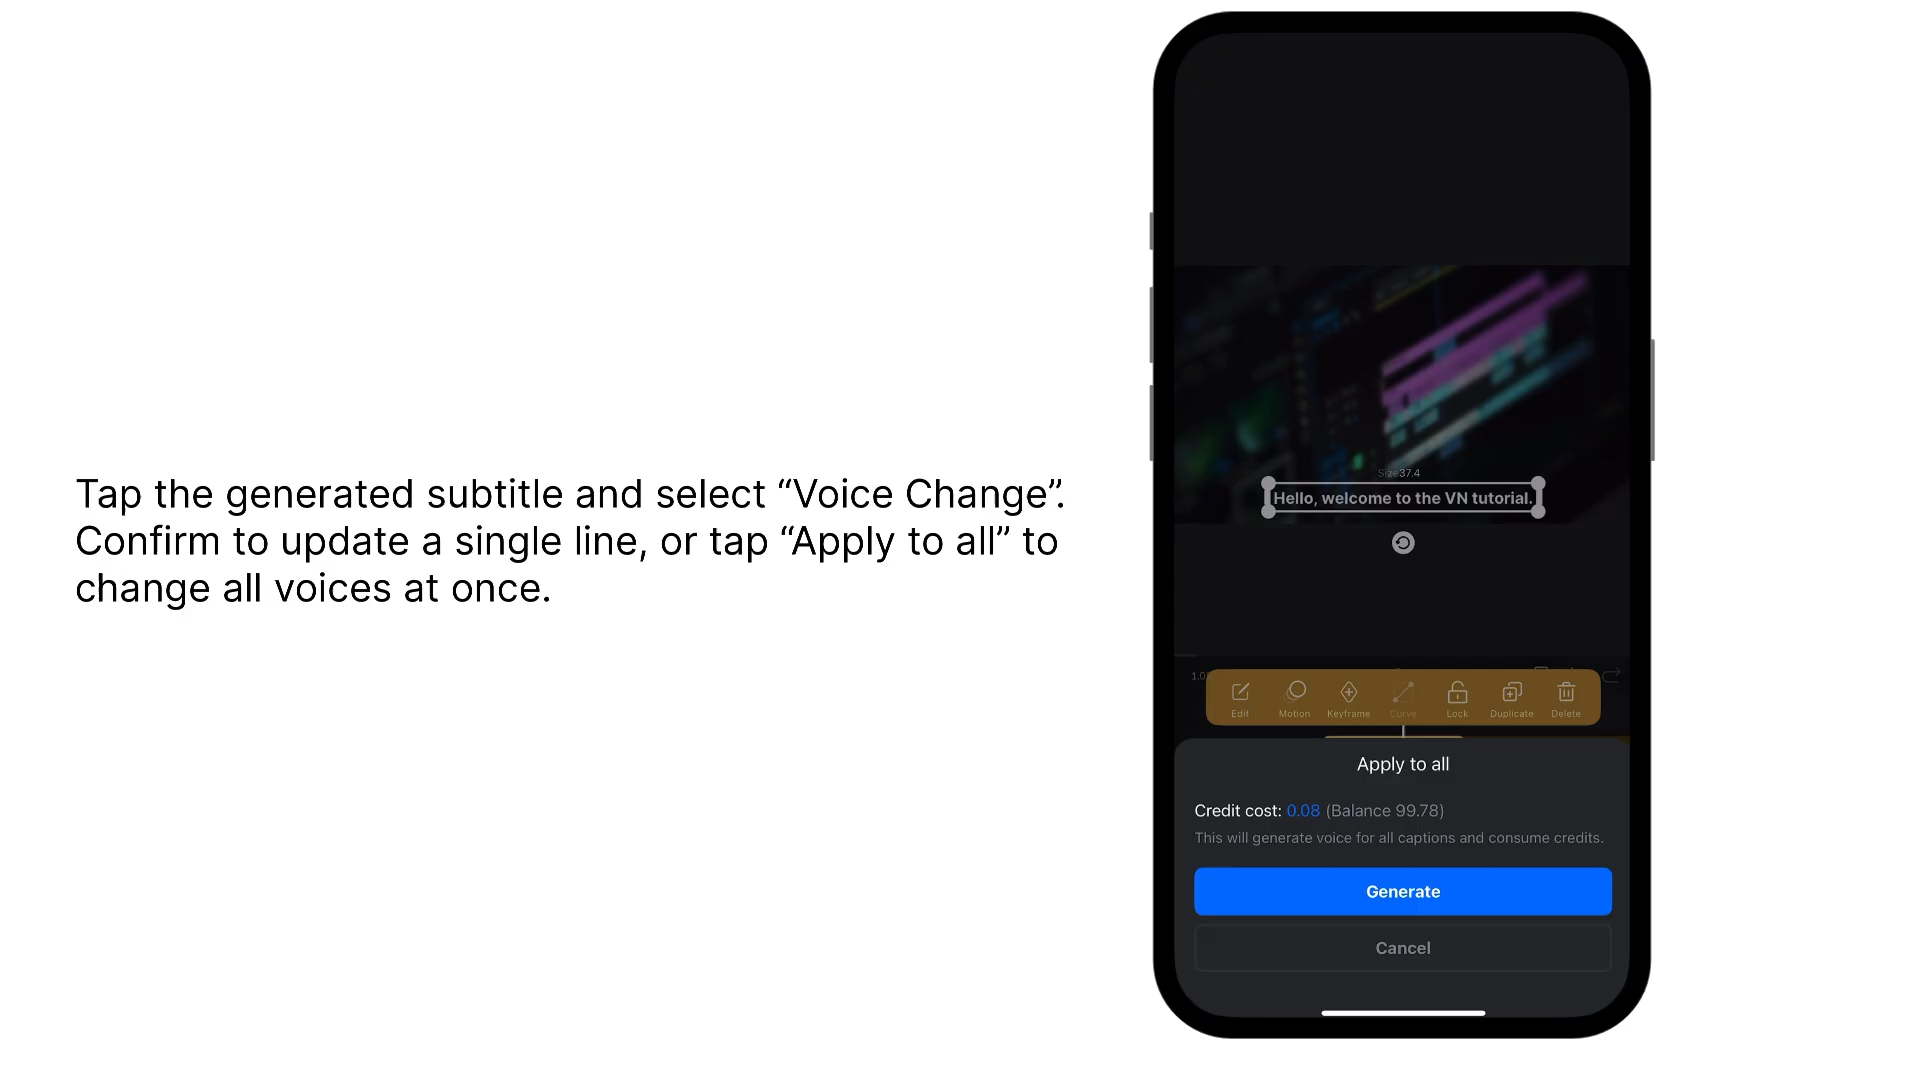 Tap the generated subtitle and select “Voice Change”.
Confirm to update a single line, or tap “Apply to all” to
change all voices at once.
Size37.4
Hello, welcome to the VN tutorial.
Edit
Motion
Keyframe
Curve
Lock
Duplicate
Delete
Apply to all
Credit cost: 0.08 (Balance 99.78)
This will generate voice for all captions and consume credits.
Generate
Cancel